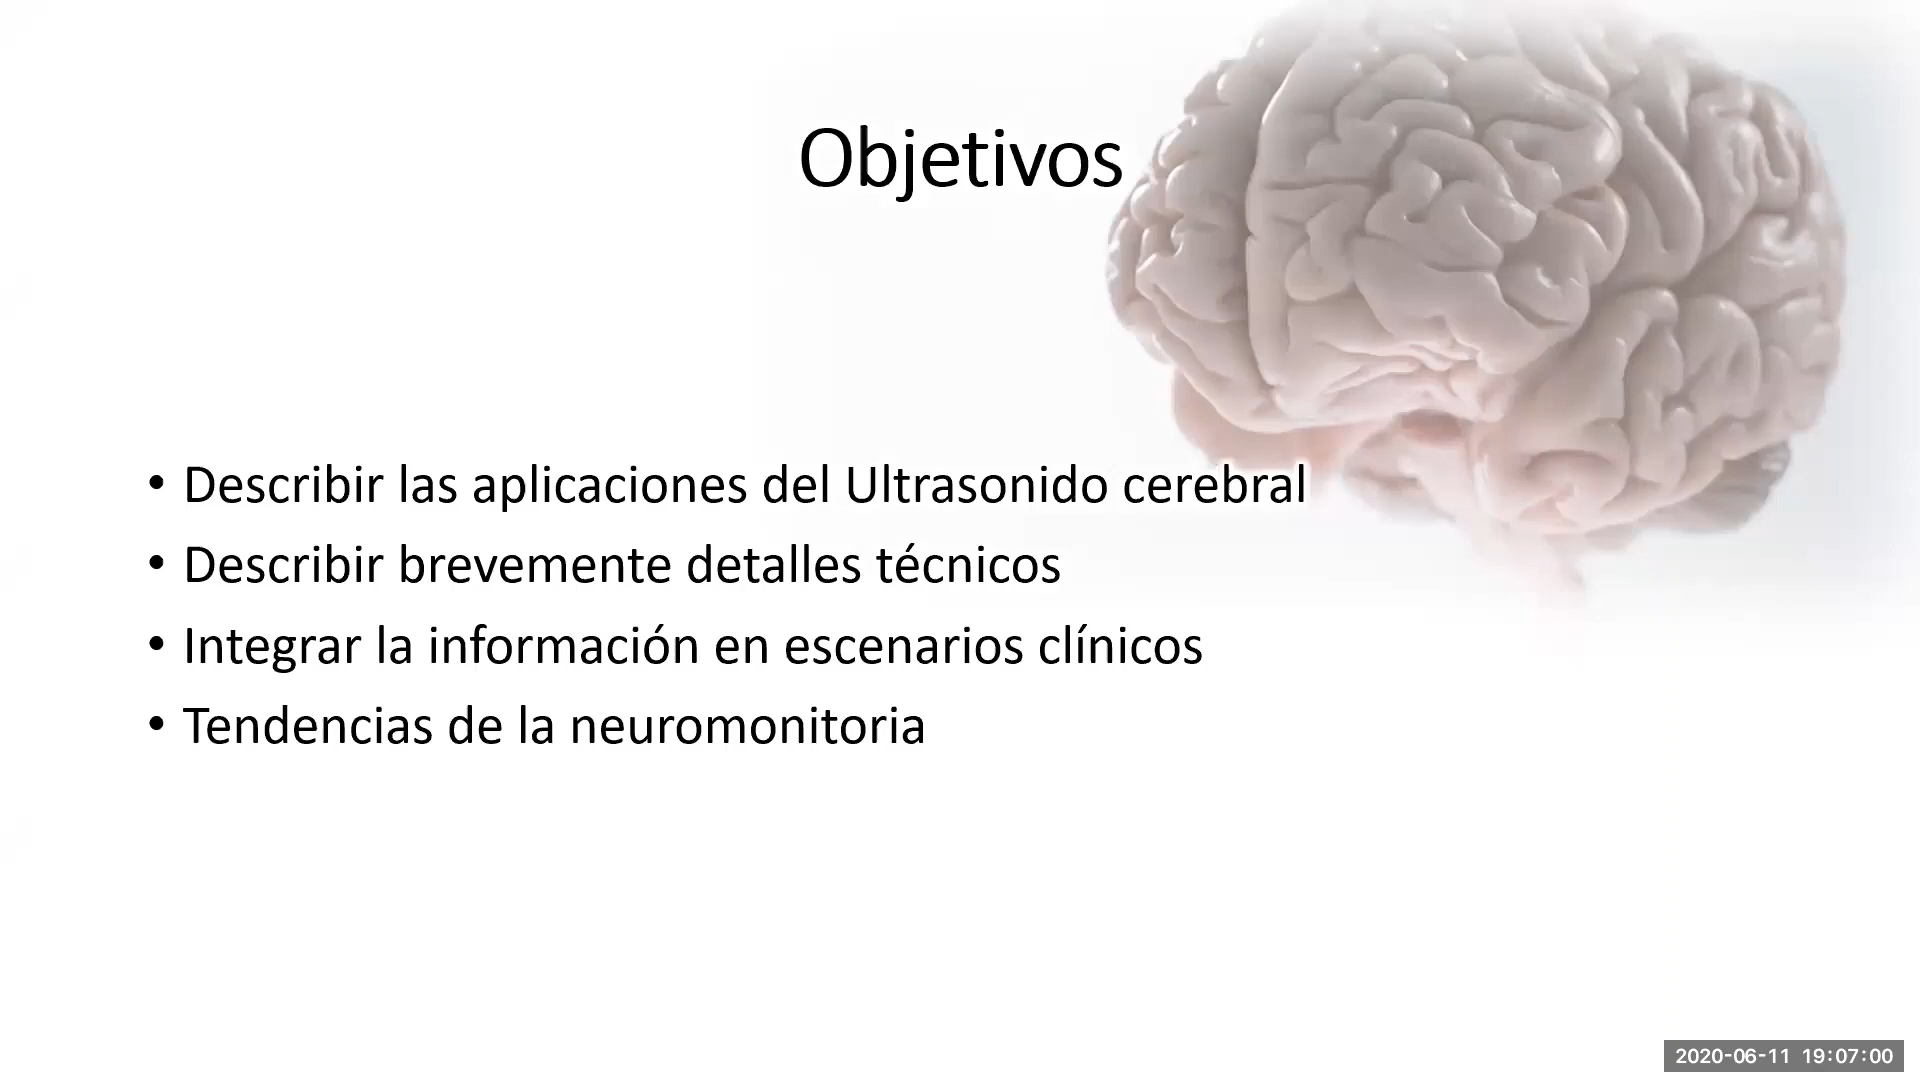 Objetivos
• Describir las aplicaciones del Ultrasonido cerebral
• Describir brevemente detalles técnicos
• Integrar la información en escenarios clínicos
• Tendencias de la neuromonitoria
2020-06-11 19:07:00